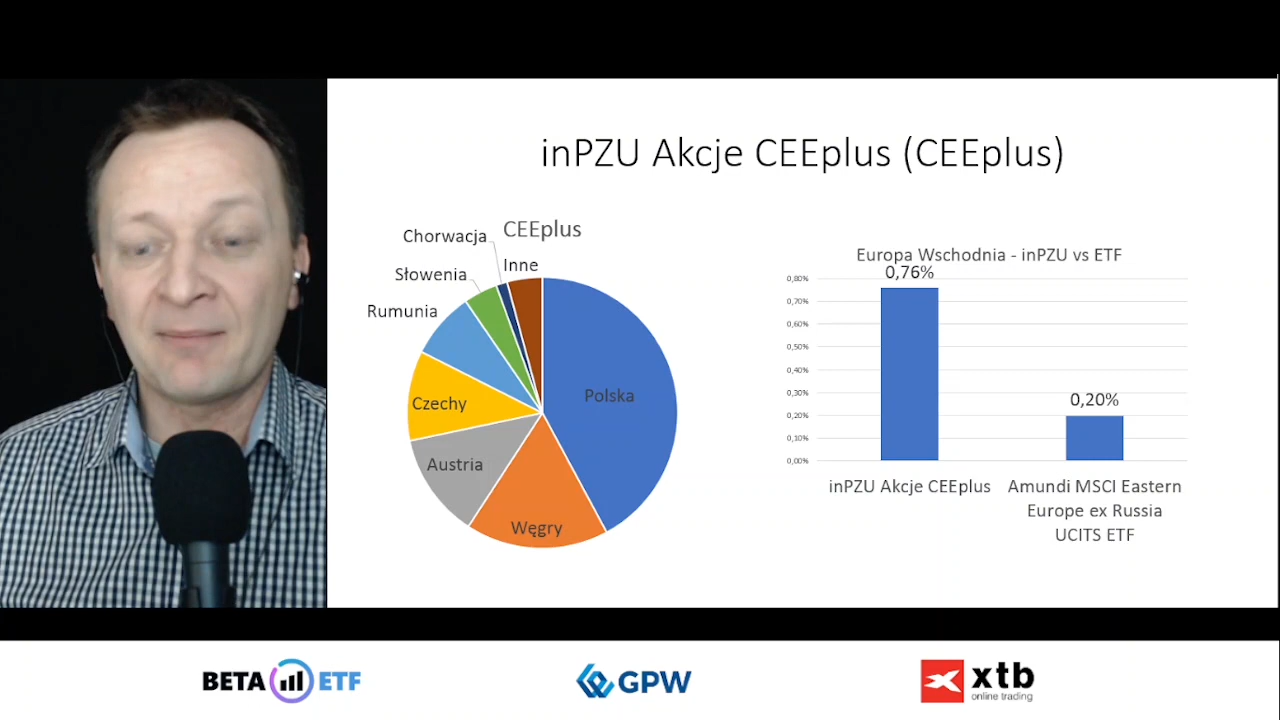 inPZU Akcje CEEplus (CEEplus)
CEEplus
Chorwacja
Inne
Słowenia
Rumunia
Czechy
Austria
Węgry
Polska
Europa Wschodnia - inPZU vs ETF
0,76%
0,80%
0,70%
0,60%
0,50%
0,40%
0,30%
0,20%
0,10%
0,00%
0,20%
inPZU Akcje CEEplus
Amundi MSCI Eastern
Europe ex Russia
UCITS ETF
BETA ETF
GPW
xtb
online trading